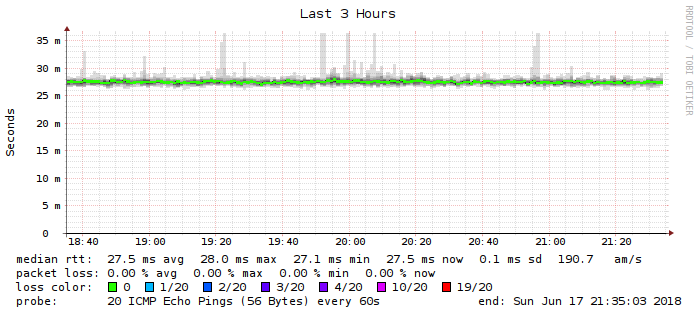 Last 3 Hours
RRDTOOL / TOBI OETIKER
Seconds
35 m
30 m
25 m
20 m
15 m
10 m
5 m
0
18:40 19:00 19:20 19:40 20:00 20:20 20:40 21:00 21:20
median rtt: 27.5 ms avg 28.0 ms max 27.1 ms min 27.5 ms now 0.1 ms sd 190.7 am/s
packet loss: 0.00 % avg 0.00 % max 0.00 % min 0.00 % now
loss color: 0 1/20 2/20 3/20 4/20 10/20 19/20
probe: 20 ICMP Echo Pings (56 Bytes) every 60s end: Sun Jun 17 21:35:03 2018